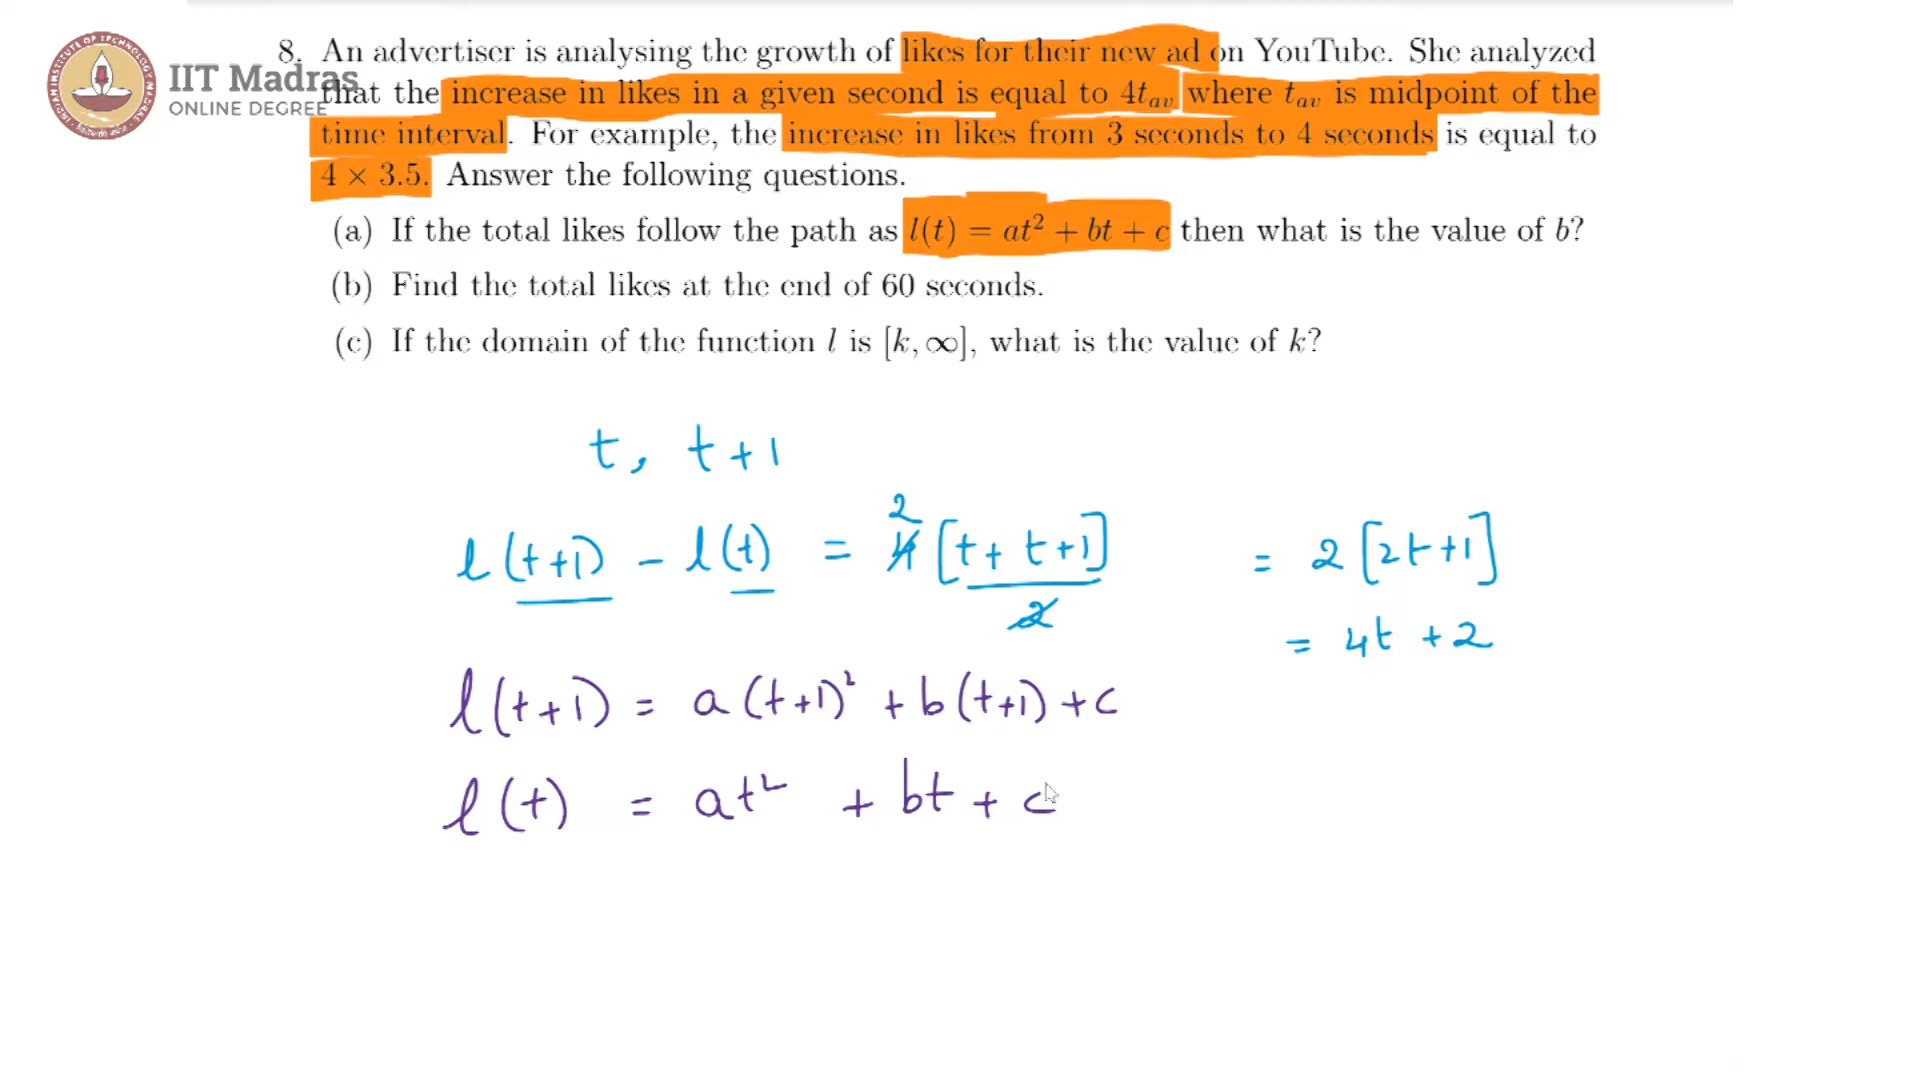 IIT Madras
ONLINE DEGREE
8. An advertiser is analysing the growth of likes for their new ad on YouTube. She analyzed
that the increase in likes in a given second is equal to 4t_av where t_av is midpoint of the
time interval. For example, the increase in likes from 3 seconds to 4 seconds is equal to
4 × 3.5. Answer the following questions.
(a) If the total likes follow the path as l(t) = at² + bt + c then what is the value of b?
(b) Find the total likes at the end of 60 seconds.
(c) If the domain of the function l is [k, ∞], what is the value of k?
t, t+1
l(t+1) - l(t) = 4 2 [t + t+1] / 2 = 2[2t+1]
= 4t + 2
l(t+1) = a(t+1)² + b(t+1) + c
l(t) = at² + bt + c